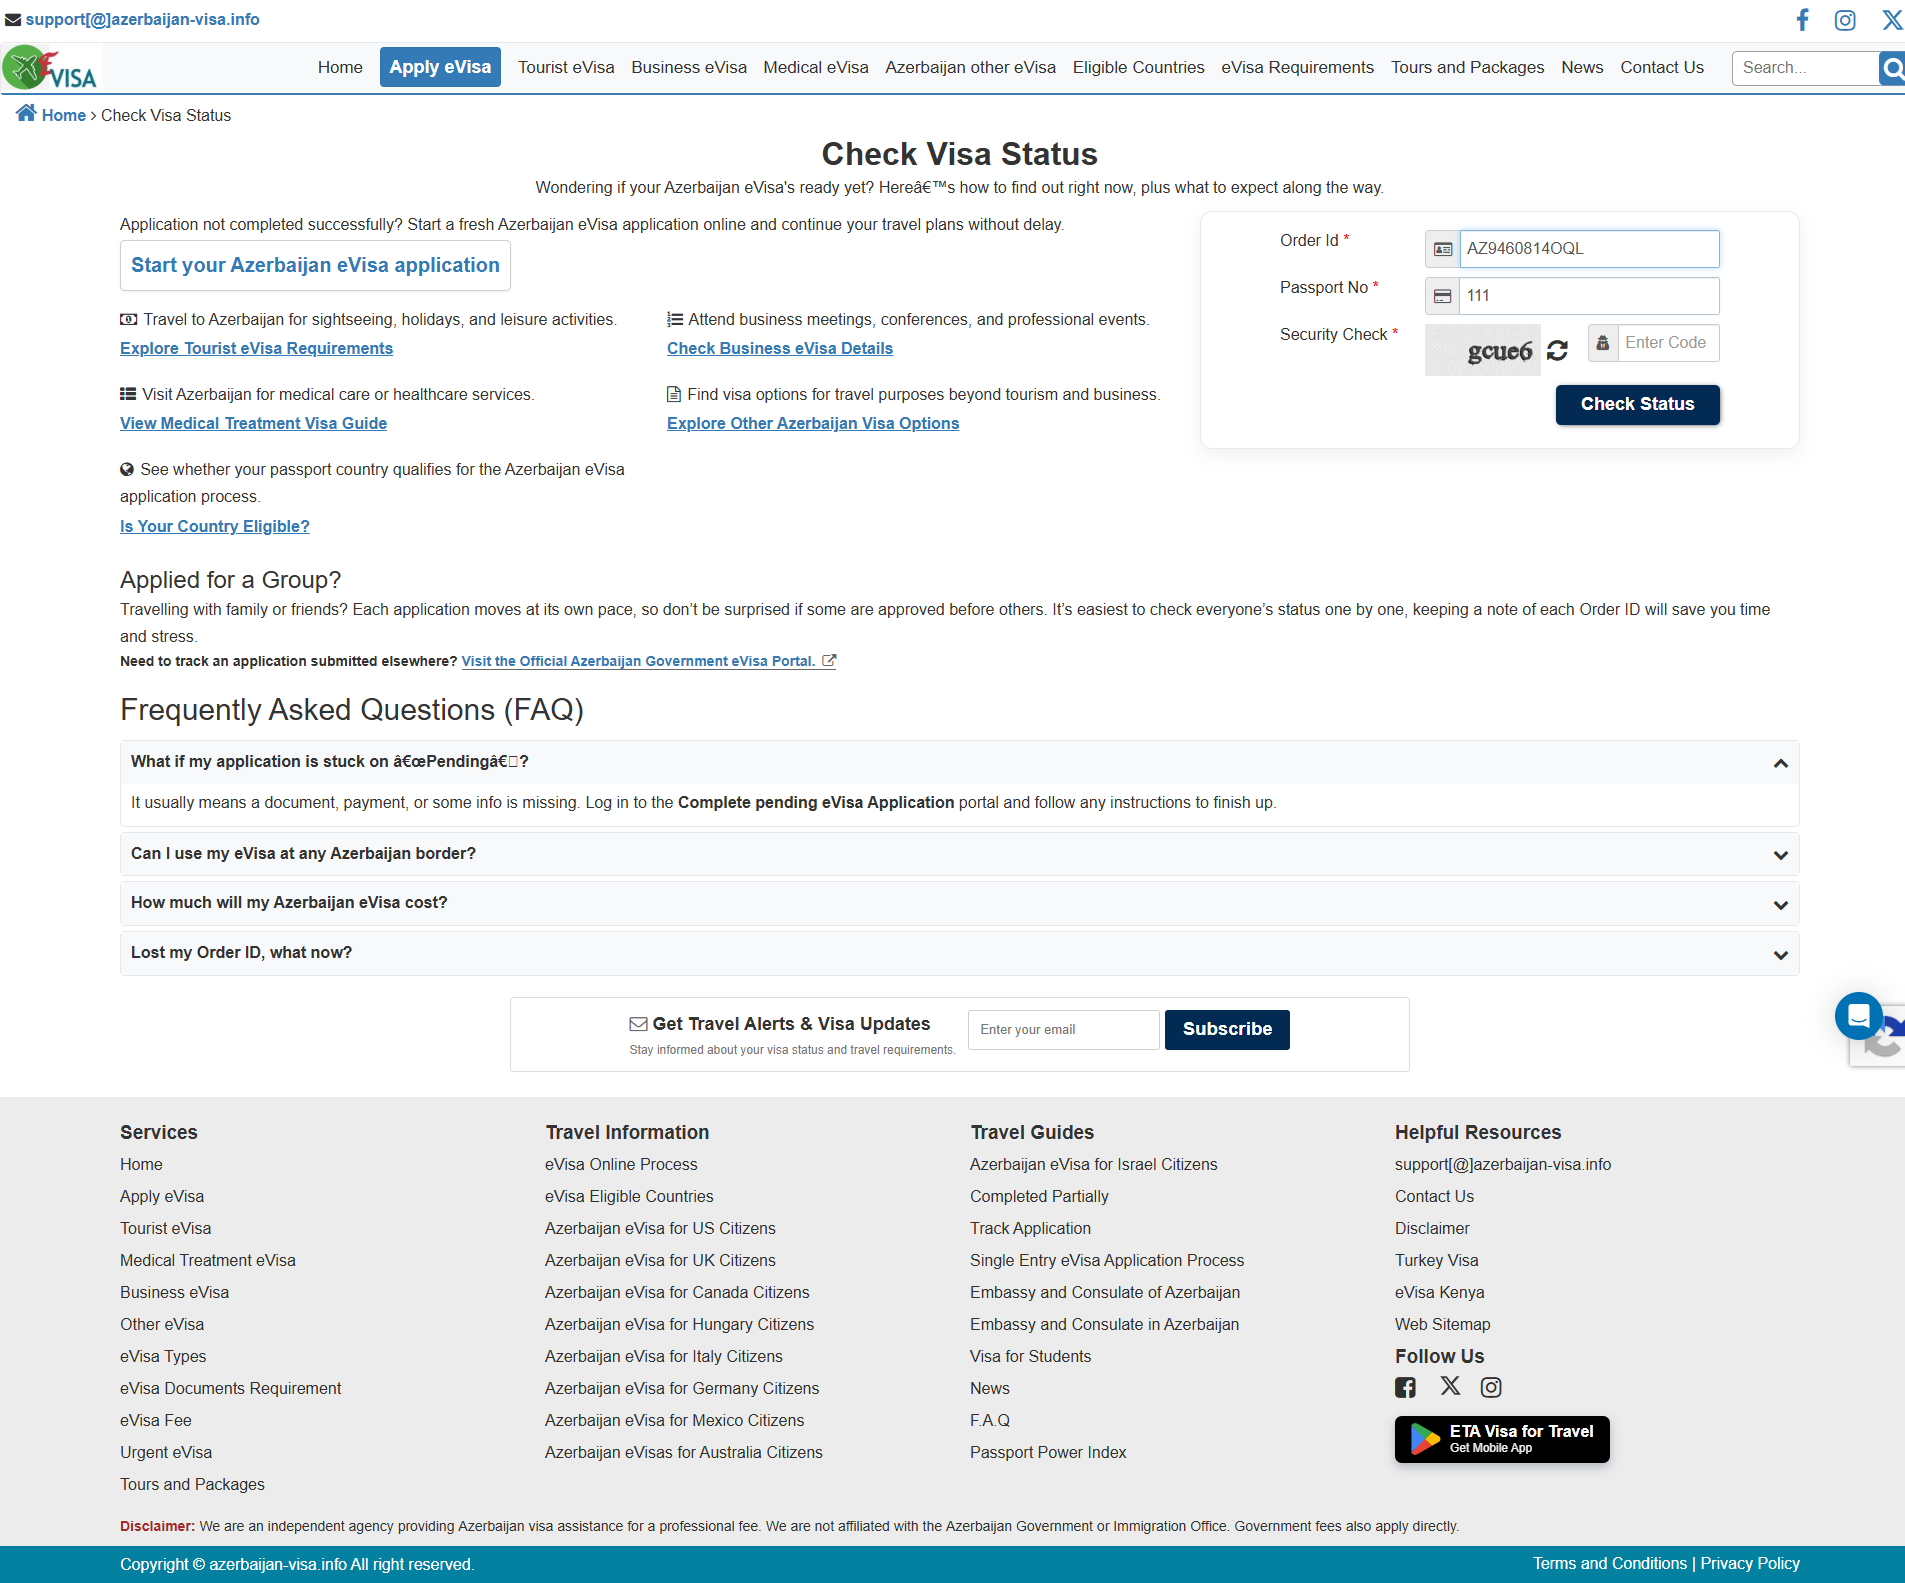 support[@]azerbaijan-visa.info
EVISA
Home Apply eVisa Tourist eVisa Business eVisa Medical eVisa Azerbaijan other eVisa Eligible Countries eVisa Requirements Tours and Packages News Contact Us Search...
Home › Check Visa Status
Check Visa Status
Wondering if your Azerbaijan eVisa's ready yet? Hereâ€™s how to find out right now, plus what to expect along the way.
Application not completed successfully? Start a fresh Azerbaijan eVisa application online and continue your travel plans without delay.
Start your Azerbaijan eVisa application
Travel to Azerbaijan for sightseeing, holidays, and leisure activities.
Explore Tourist eVisa Requirements
Attend business meetings, conferences, and professional events.
Check Business eVisa Details
Visit Azerbaijan for medical care or healthcare services.
View Medical Treatment Visa Guide
Find visa options for travel purposes beyond tourism and business.
Explore Other Azerbaijan Visa Options
See whether your passport country qualifies for the Azerbaijan eVisa
application process.
Is Your Country Eligible?
Order Id * AZ9460814OQL
Passport No * 111
Security Check * gcue6 Enter Code
Check Status
Applied for a Group?
Travelling with family or friends? Each application moves at its own pace, so don’t be surprised if some are approved before others. It’s easiest to check everyone’s status one by one, keeping a note of each Order ID will save you time
and stress.
Need to track an application submitted elsewhere? Visit the Official Azerbaijan Government eVisa Portal.
Frequently Asked Questions (FAQ)
What if my application is stuck on â€œPendingâ€□?
It usually means a document, payment, or some info is missing. Log in to the Complete pending eVisa Application portal and follow any instructions to finish up.
Can I use my eVisa at any Azerbaijan border?
How much will my Azerbaijan eVisa cost?
Lost my Order ID, what now?
Get Travel Alerts & Visa Updates
Stay informed about your visa status and travel requirements.
Enter your email
Subscribe
Services
Home
Apply eVisa
Tourist eVisa
Medical Treatment eVisa
Business eVisa
Other eVisa
eVisa Types
eVisa Documents Requirement
eVisa Fee
Urgent eVisa
Tours and Packages
Travel Information
eVisa Online Process
eVisa Eligible Countries
Azerbaijan eVisa for US Citizens
Azerbaijan eVisa for UK Citizens
Azerbaijan eVisa for Canada Citizens
Azerbaijan eVisa for Hungary Citizens
Azerbaijan eVisa for Italy Citizens
Azerbaijan eVisa for Germany Citizens
Azerbaijan eVisa for Mexico Citizens
Azerbaijan eVisas for Australia Citizens
Travel Guides
Azerbaijan eVisa for Israel Citizens
Completed Partially
Track Application
Single Entry eVisa Application Process
Embassy and Consulate of Azerbaijan
Embassy and Consulate in Azerbaijan
Visa for Students
News
F.A.Q
Passport Power Index
Helpful Resources
support[@]azerbaijan-visa.info
Contact Us
Disclaimer
Turkey Visa
eVisa Kenya
Web Sitemap
Follow Us
ETA Visa for Travel
Get Mobile App
Disclaimer: We are an independent agency providing Azerbaijan visa assistance for a professional fee. We are not affiliated with the Azerbaijan Government or Immigration Office. Government fees also apply directly.
Copyright © azerbaijan-visa.info All right reserved.
Terms and Conditions | Privacy Policy